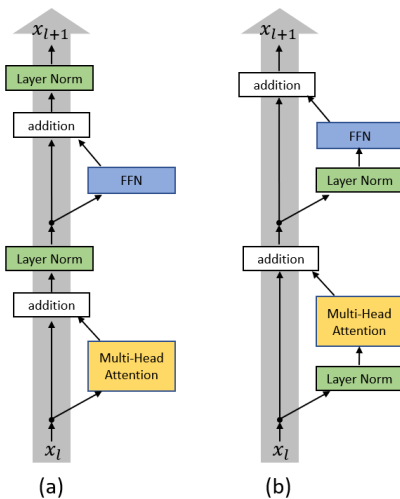 x_{l+1}
Layer Norm
addition
FFN
Layer Norm
addition
Multi-Head
Attention
x_l
(a)
x_{l+1}
addition
FFN
Layer Norm
addition
Multi-Head
Attention
Layer Norm
x_l
(b)